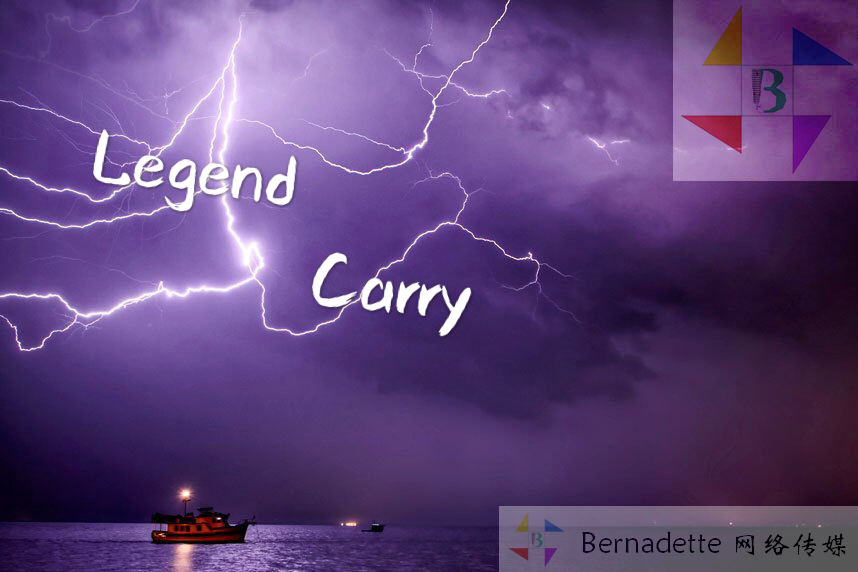 B
Legend
Carry
B
Bernadette 网络传媒